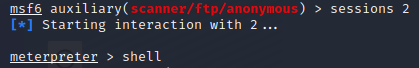 msf6 auxiliary(scanner/ftp/anonymous) > sessions 2
[*] Starting interaction with 2...
meterpreter > shell